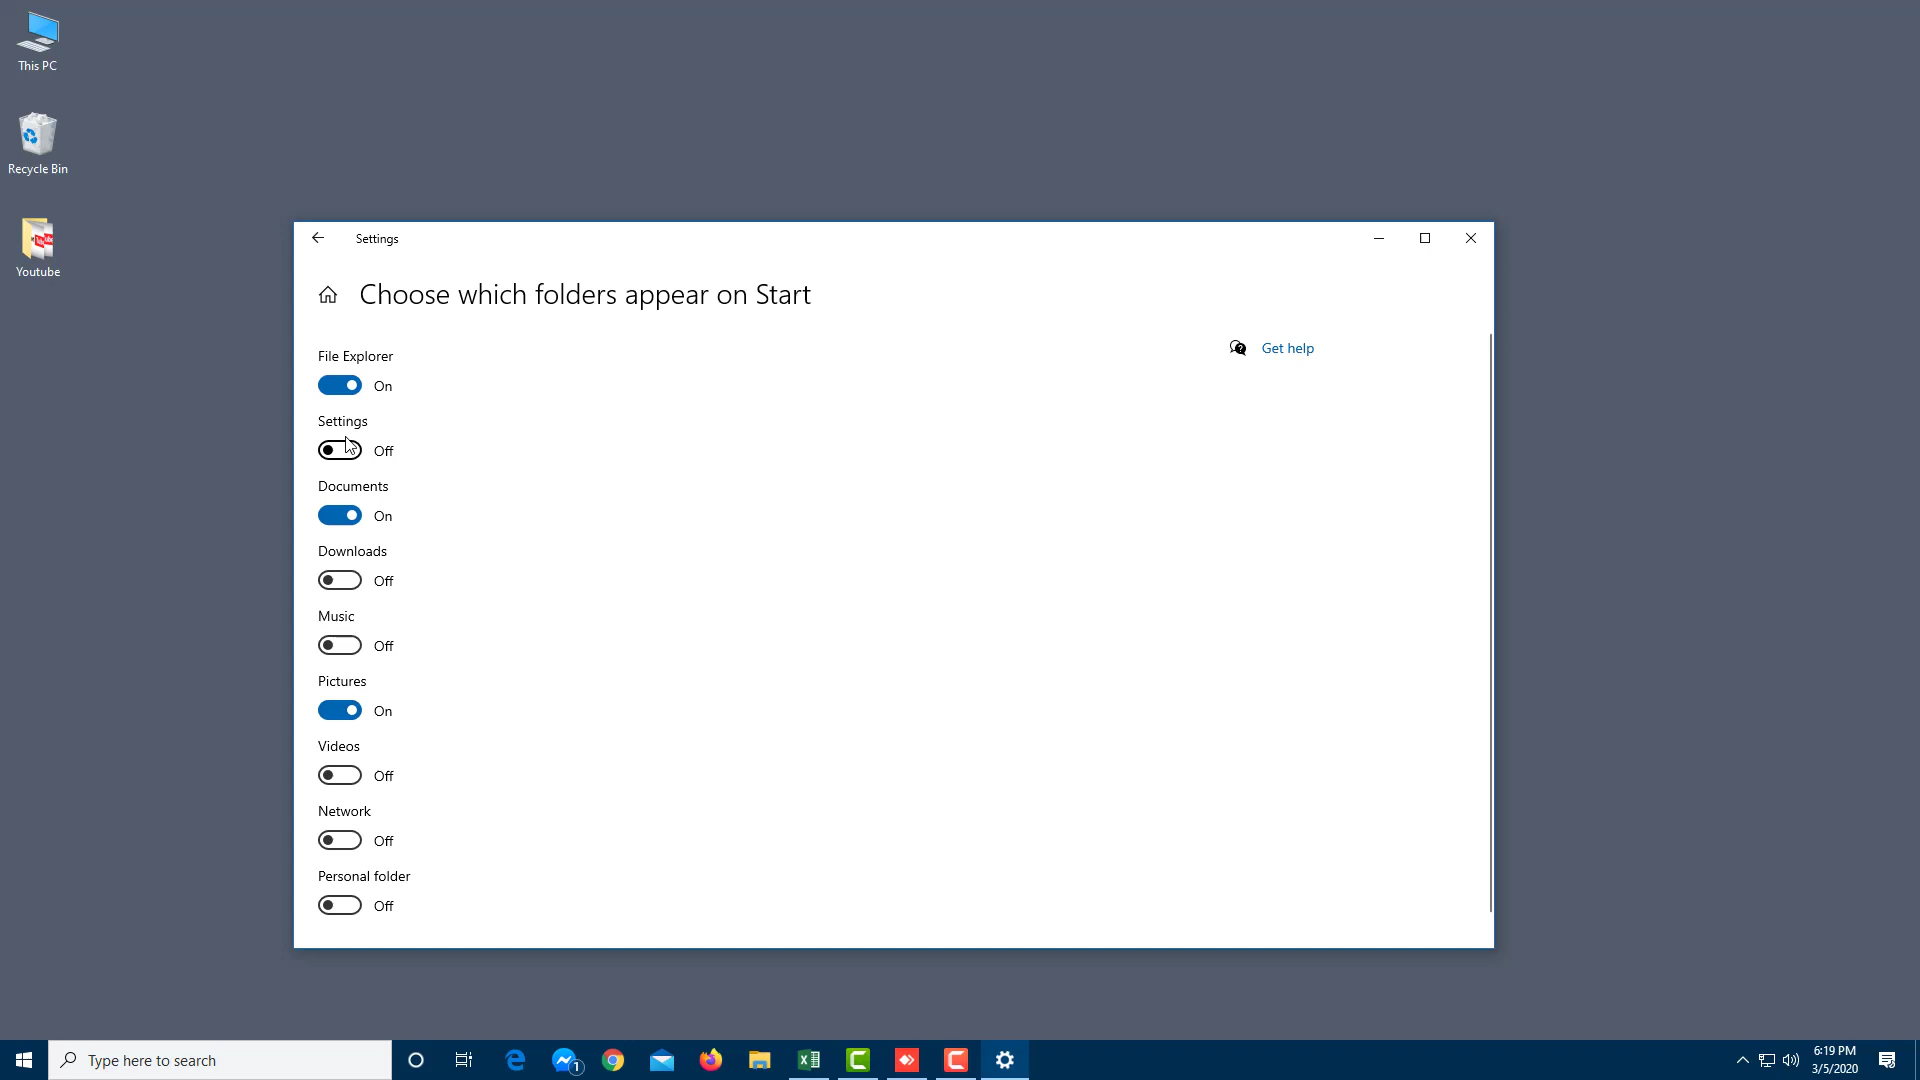 This PC
Recycle Bin
Youtube
Settings
Choose which folders appear on Start
Get help
File Explorer
On
Settings
Off
Documents
On
Downloads
Off
Music
Off
Pictures
On
Videos
Off
Network
Off
Personal folder
Off
Type here to search
1
6:19 PM
3/5/2020